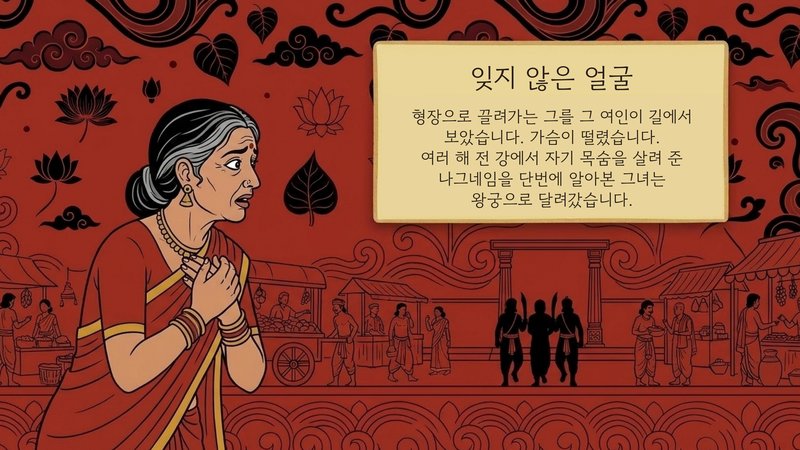 잊지 않은 얼굴
형장으로 끌려가는 그를 그 여인이 길에서
보았습니다. 가슴이 떨렸습니다.
여러 해 전 강에서 자기 목숨을 살려 준
나그네임을 단번에 알아본 그녀는
왕궁으로 달려갔습니다.